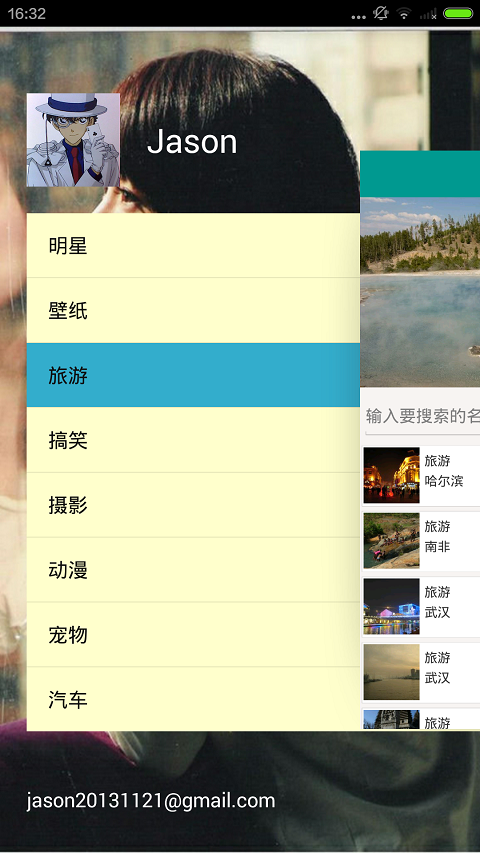 16:32
Jason
明星
壁纸
旅游
搞笑
摄影
动漫
宠物
汽车
jason20131121@gmail.com
输入要搜索的名
旅游
哈尔滨
旅游
南非
旅游
武汉
旅游
武汉
旅游